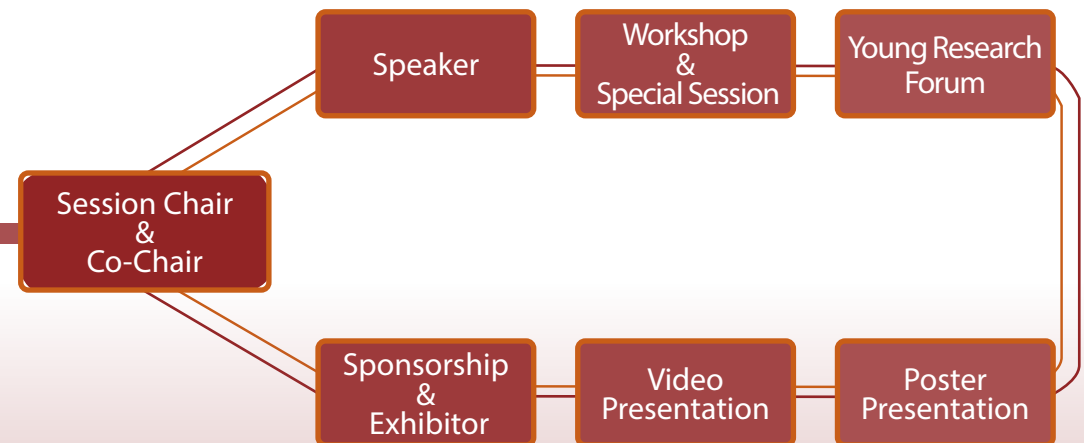 Speaker
Workshop
&
Special Session
Young Research
Forum
Session Chair
&
Co-Chair
Sponsorship
&
Exhibitor
Video
Presentation
Poster
Presentation